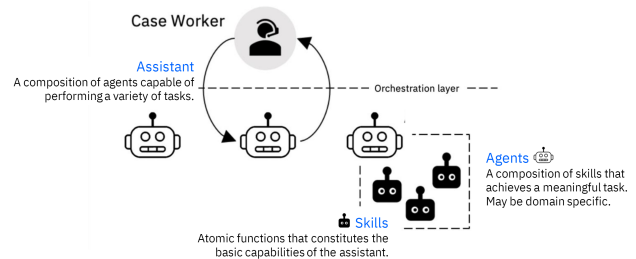 Case Worker
Assistant
A composition of agents capable of
performing a variety of tasks.
Orchestration layer
Agents
A composition of skills that
achieves a meaningful task.
May be domain specific.
Skills
Atomic functions that constitutes the
basic capabilities of the assistant.